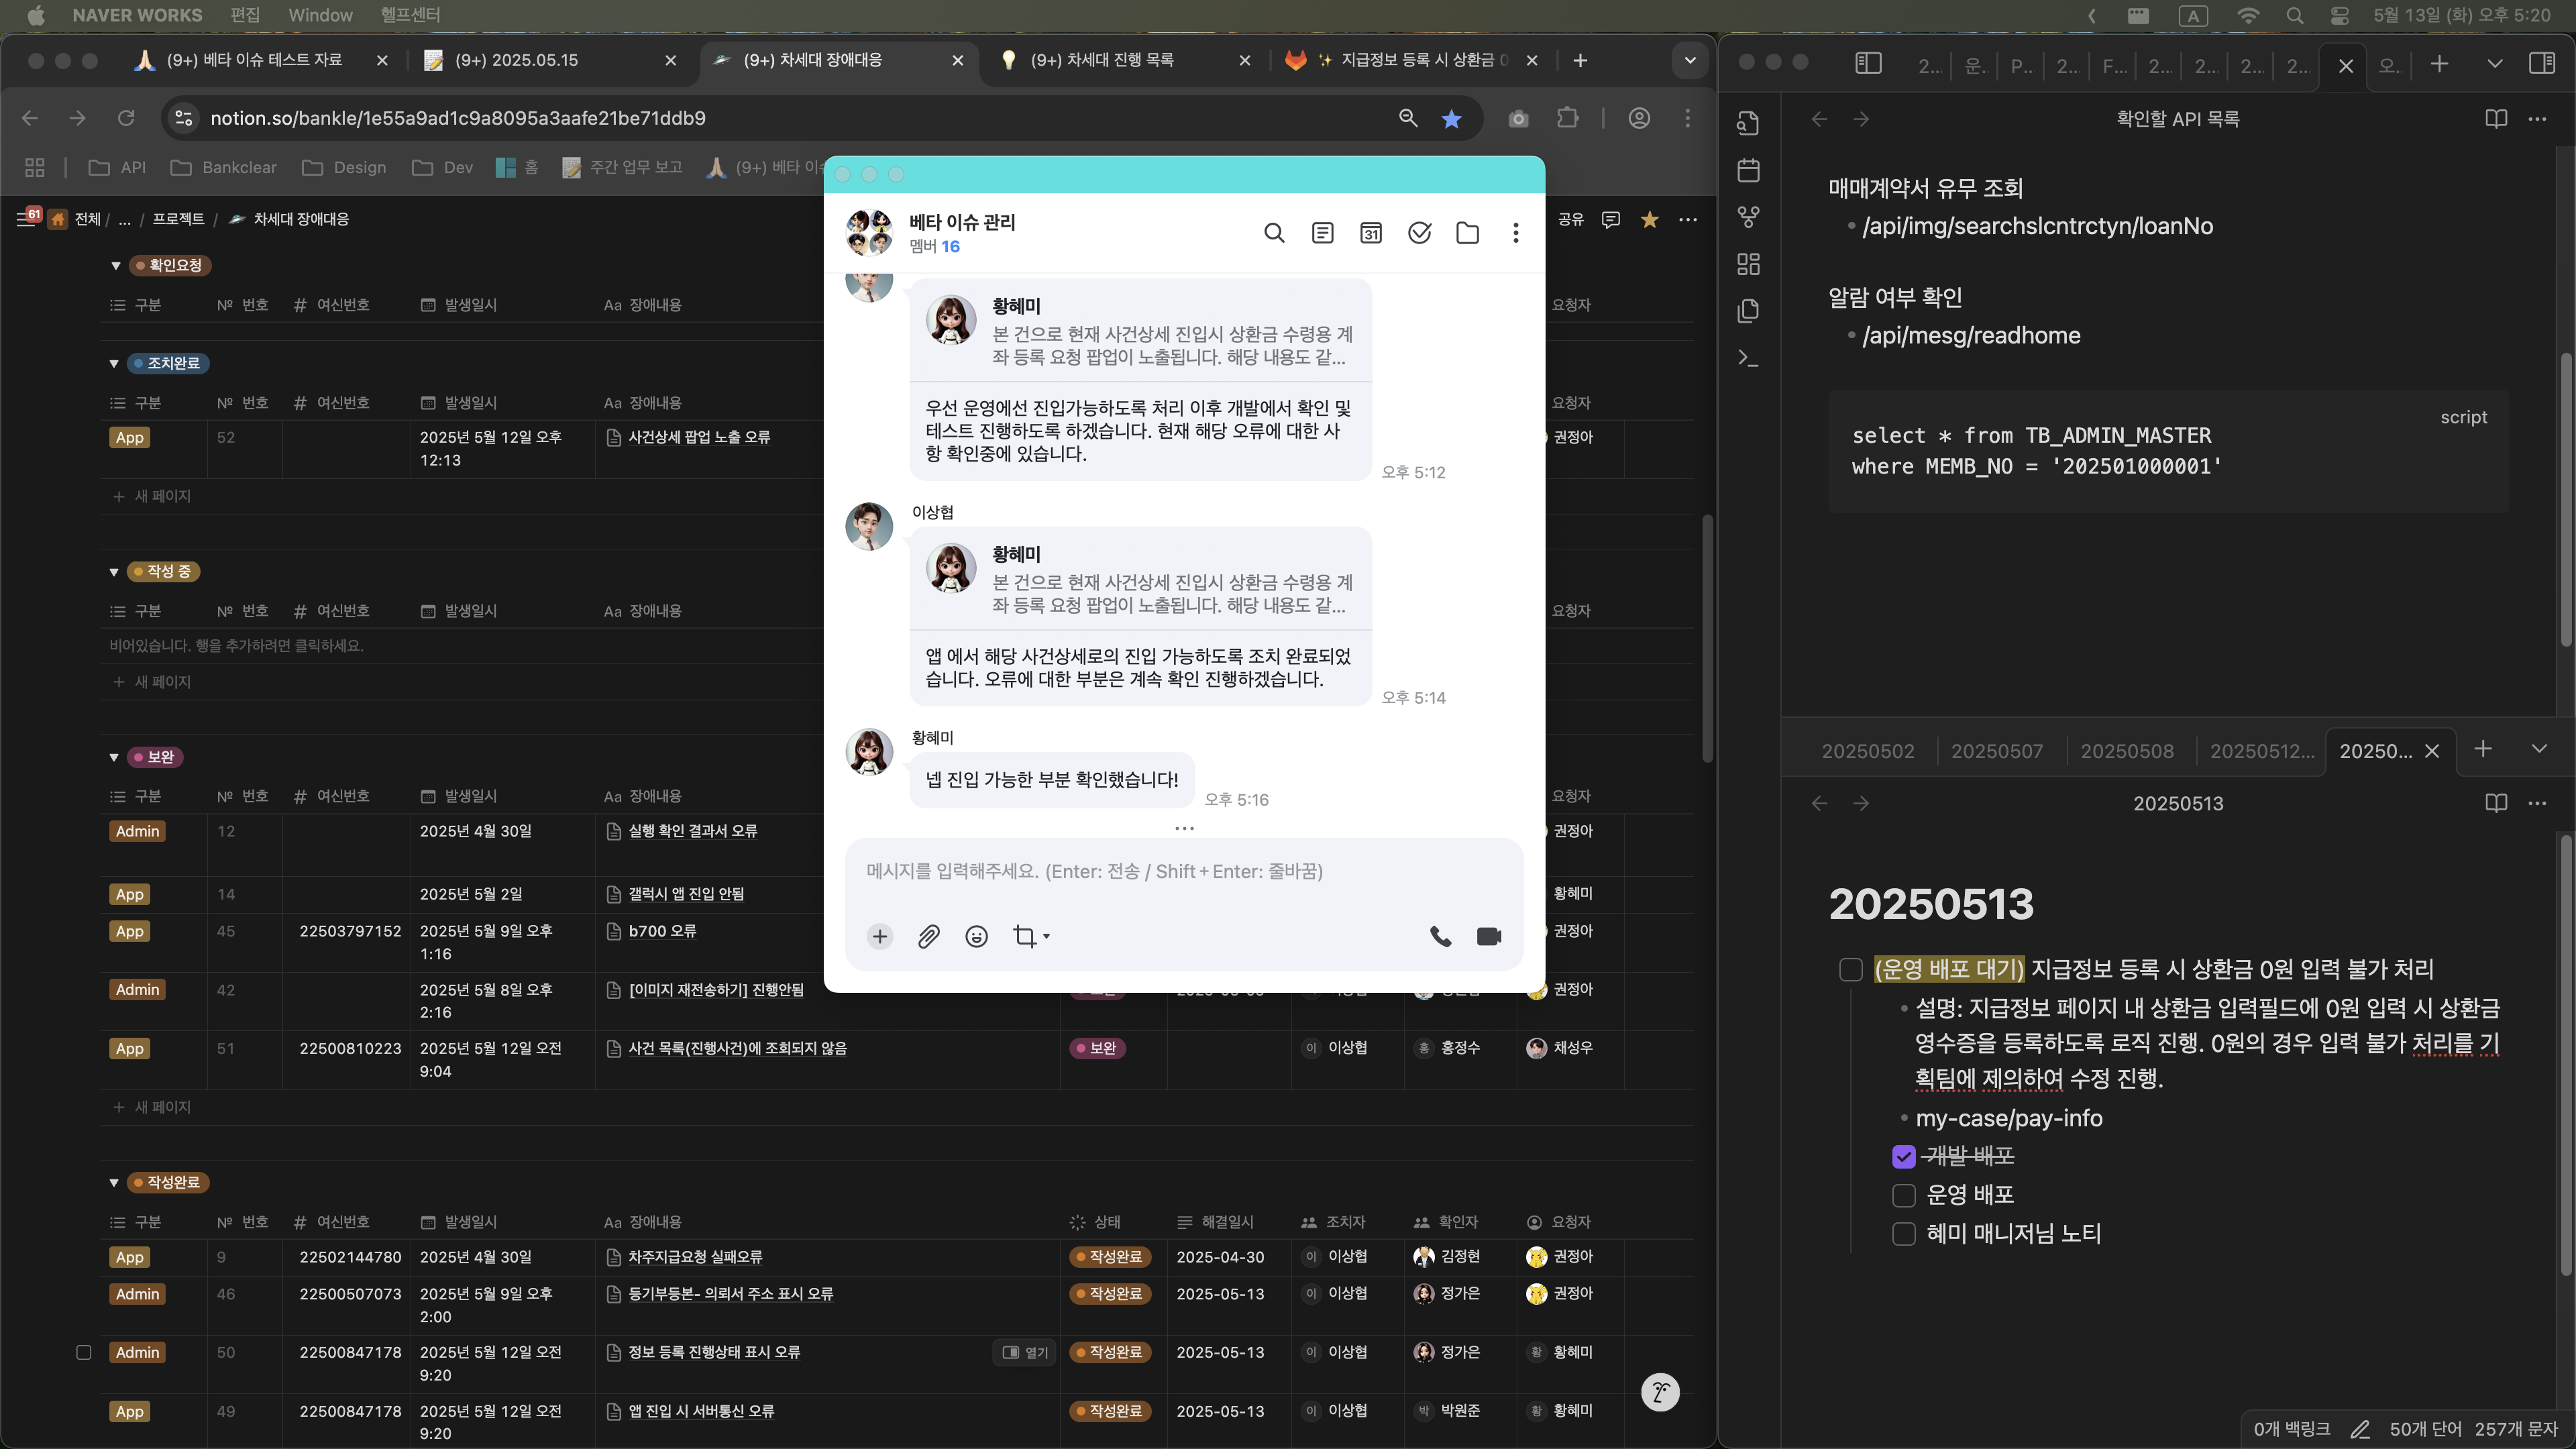 NAVER WORKS 편집 Window 헬프센터
A 5월 13일 (화) 오후 5:20
(9+) 베타 이슈 테스트 자료
(9+) 2025.05.15
(9+) 차세대 장애대응
(9+) 차세대 진행 목록
지급정보 등록 시 상환금 0
notion.so/bankle/1e55a9ad1c9a8095a3aafe21be71ddb9
API Bankclear Design Dev 홈 주간 업무 보고 (9+) 베타 이슈
61 전체 / ... / 프로젝트 / 차세대 장애대응
공유
확인요청
구분 번호 여신번호 발생일시 Aa 장애내용 요청자
조치완료
구분 번호 여신번호 발생일시 Aa 장애내용 요청자
App 52 2025년 5월 12일 오후 12:13 사건상세 팝업 노출 오류 권정아
+ 새 페이지
작성 중
구분 번호 여신번호 발생일시 Aa 장애내용 요청자
비어있습니다. 행을 추가하려면 클릭하세요.
+ 새 페이지
보완
구분 번호 여신번호 발생일시 Aa 장애내용 요청자
Admin 12 2025년 4월 30일 실행 확인 결과서 오류 권정아
App 14 2025년 5월 2일 갤럭시 앱 진입 안됨 황혜미
App 45 22503797152 2025년 5월 9일 오후 1:16 b700 오류 권정아
Admin 42 2025년 5월 8일 오후 2:16 [이미지 재전송하기] 진행안됨 권정아
App 51 22500810223 2025년 5월 12일 오전 9:04 사건 목록(진행사건)에 조회되지 않음 보완 이 이상협 홍 홍정수 채성우
+ 새 페이지
작성완료
구분 번호 여신번호 발생일시 Aa 장애내용 상태 해결일시 조치자 확인자 요청자
App 9 22502144780 2025년 4월 30일 차주지급요청 실패오류 작성완료 2025-04-30 이 이상협 김정현 권정아
Admin 46 22500507073 2025년 5월 9일 오후 2:00 등기부등본- 의뢰서 주소 표시 오류 작성완료 2025-05-13 이 이상협 정가은 권정아
Admin 50 22500847178 2025년 5월 12일 오전 9:20 정보 등록 진행상태 표시 오류 열기 작성완료 2025-05-13 이 이상협 정가은 황 황혜미
App 49 22500847178 2025년 5월 12일 오전 9:20 앱 진입 시 서버통신 오류 작성완료 2025-05-13 이 이상협 박 박원준 황 황혜미
베타 이슈 관리
멤버 16
31
황혜미
본 건으로 현재 사건상세 진입시 상환금 수령용 계
좌 등록 요청 팝업이 노출됩니다. 해당 내용도 같...
우선 운영에선 진입가능하도록 처리 이후 개발에서 확인 및
테스트 진행하도록 하겠습니다. 현재 해당 오류에 대한 사
항 확인중에 있습니다.
오후 5:12
이상협
황혜미
본 건으로 현재 사건상세 진입시 상환금 수령용 계
좌 등록 요청 팝업이 노출됩니다. 해당 내용도 같...
앱 에서 해당 사건상세로의 진입 가능하도록 조치 완료되었
습니다. 오류에 대한 부분은 계속 확인 진행하겠습니다.
오후 5:14
황혜미
넵 진입 가능한 부분 확인했습니다!
오후 5:16
메시지를 입력해주세요. (Enter: 전송 / Shift+Enter: 줄바꿈)
2... 운. P... 2... F... 2... 2... 2... 2... 오.
확인할 API 목록
매매계약서 유무 조회
/api/img/searchslcntrctyn/loanNo
알람 여부 확인
/api/mesg/readhome
script
select * from TB_ADMIN_MASTER
where MEMB_NO = '202501000001'
20250502 20250507 20250508 20250512... 20250...
20250513
20250513
(운영 배포 대기) 지급정보 등록 시 상환금 0원 입력 불가 처리
설명: 지급정보 페이지 내 상환금 입력필드에 0원 입력 시 상환금
영수증을 등록하도록 로직 진행. 0원의 경우 입력 불가 처리를 기
획팀에 제의하여 수정 진행.
my-case/pay-info
개발 배포
운영 배포
혜미 매니저님 노티
0개 백링크 50개 단어 257개 문자